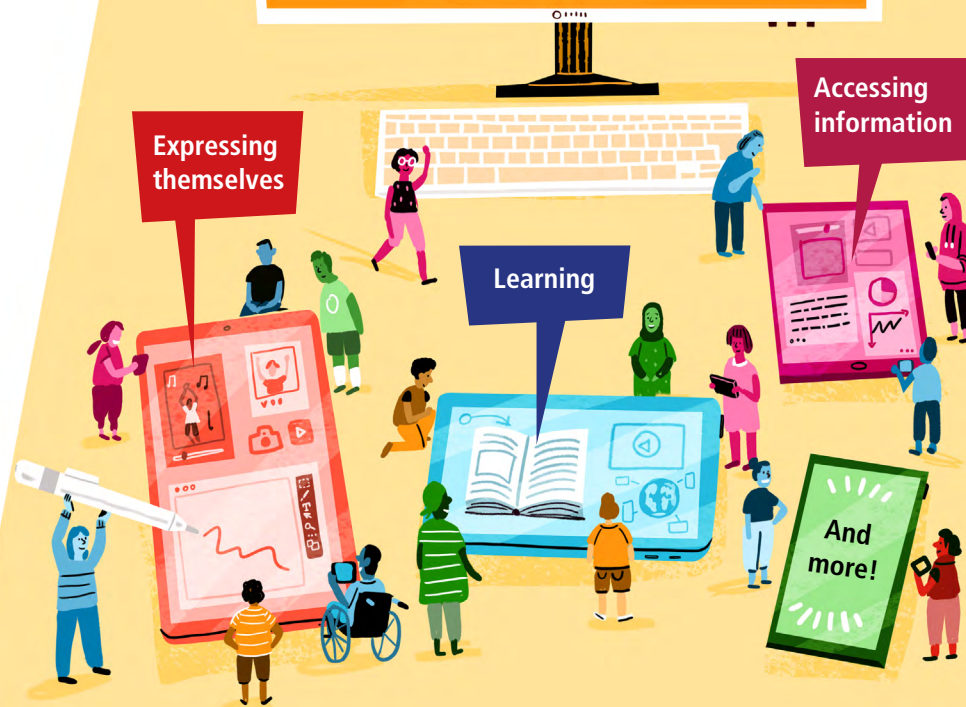 Expressing
themselves
Learning
Accessing
information
And
more!